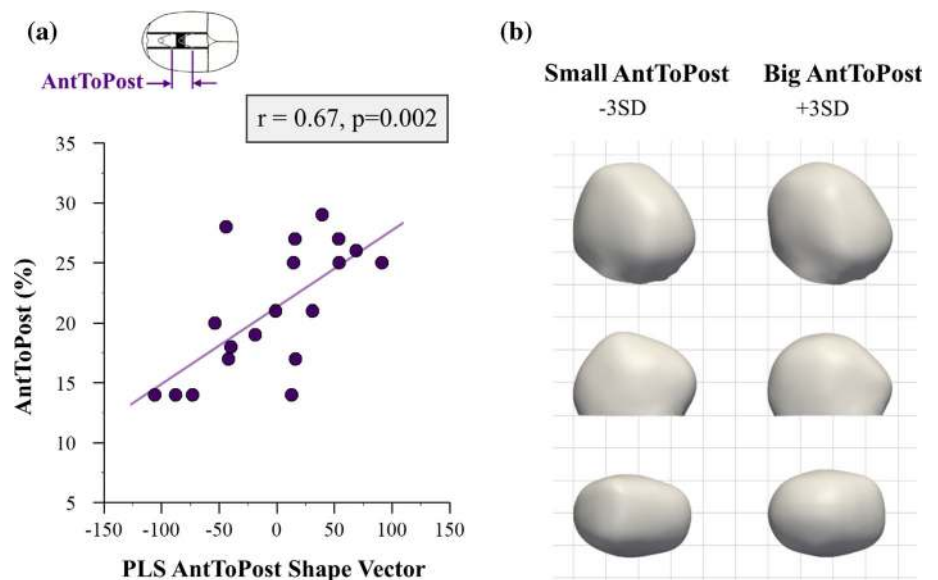 (a)
AntToPost
r = 0.67, p=0.002
35
30
25
20
15
10
5
AntToPost (%)
-150 -100 -50 0 50 100 150
PLS AntToPost Shape Vector
(b)
Small AntToPost Big AntToPost
-3SD +3SD